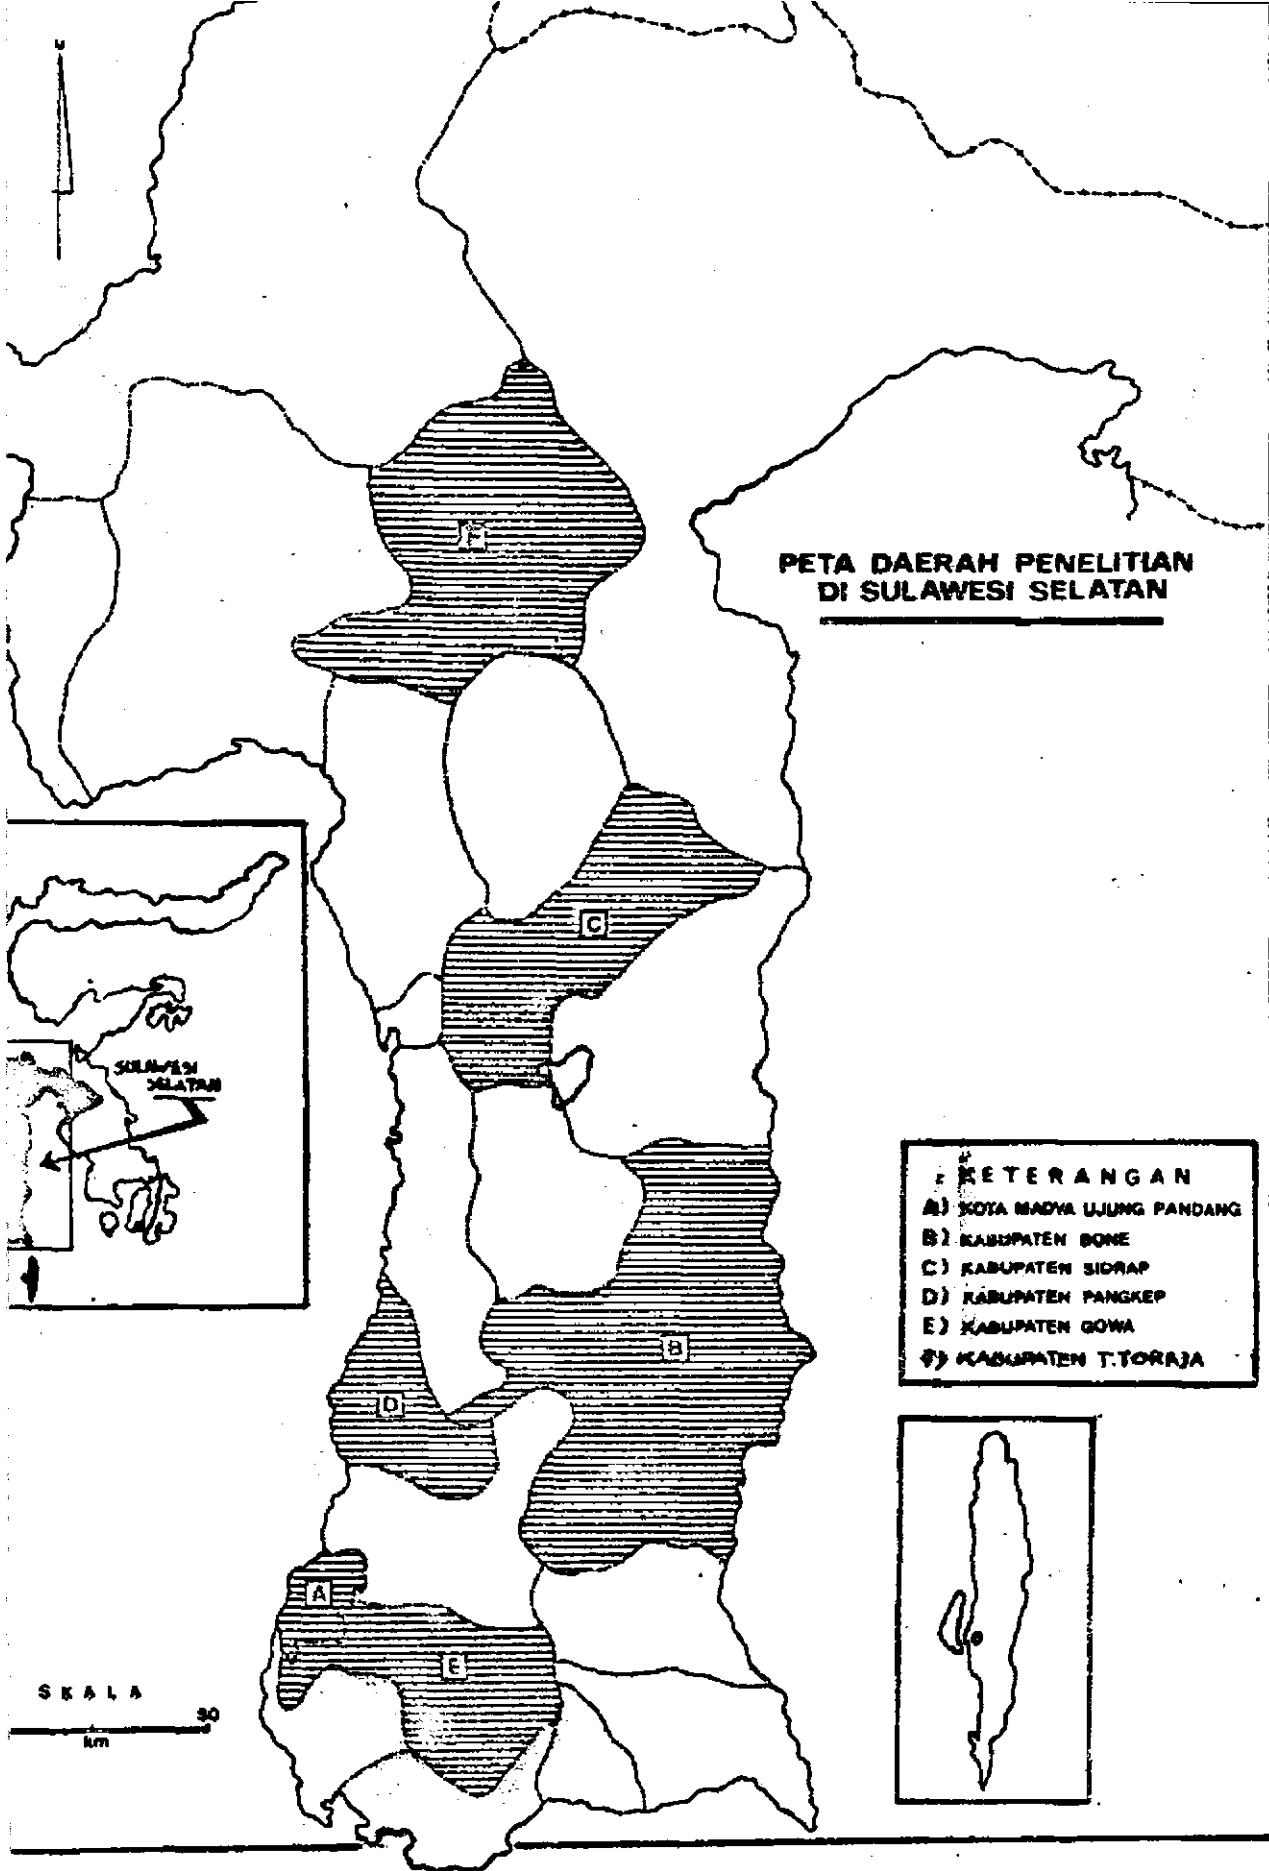 PETA DAERAH PENELITIAN
DI SULAWESI SELATAN
F
C
SULAWESI
SELATAN
KETERANGAN
A) KOTA MADYA UJUNG PANDANG
B) KABUPATEN BONE
C) KABUPATEN SIDRAP
D) KABUPATEN PANGKEP
E) KABUPATEN GOWA
F) KABUPATEN T.TORAJA
B
D
A
E
SKALA
km